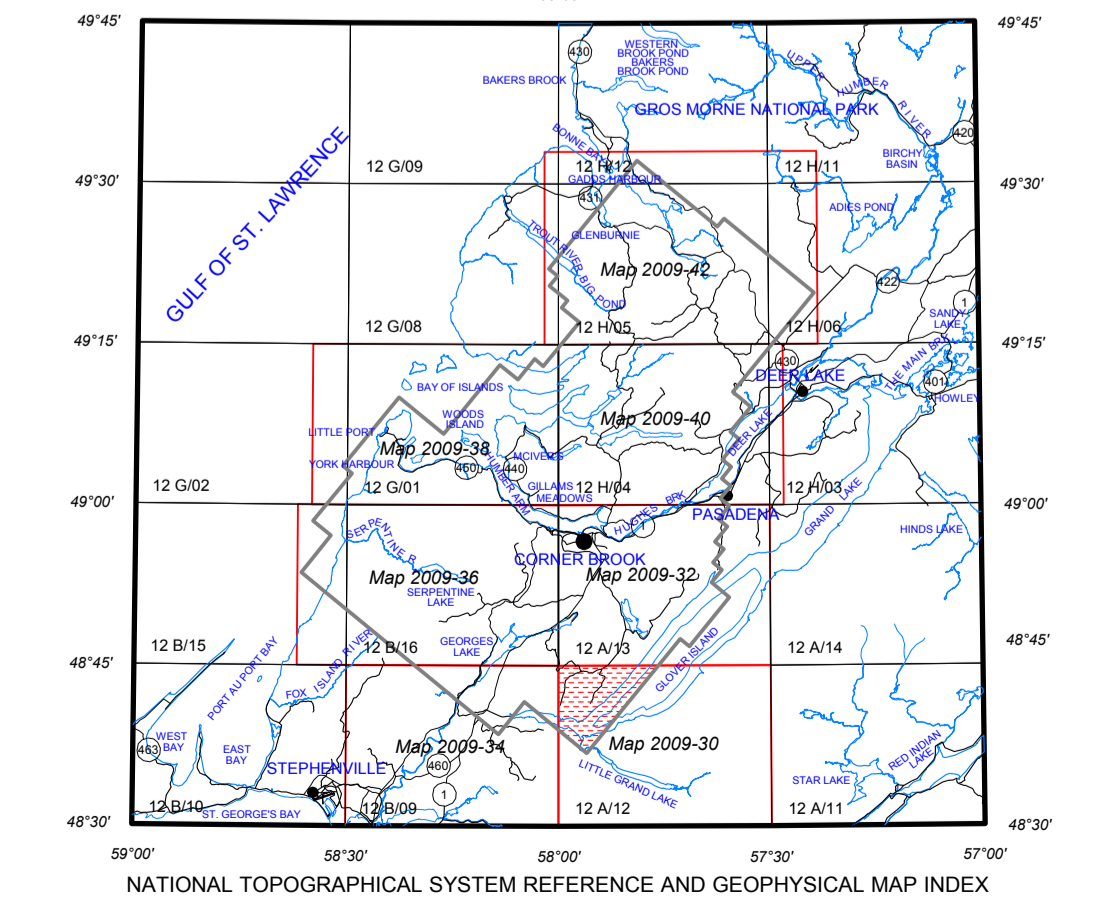 49°45'
49°45'
430
WESTERN
BROOK POND
BAKERS
BROOK POND
BAKERS BROOK
UPPER HUMBER RIVER
GROS MORNE NATIONAL PARK
420
BONNE BAY
BIRCHY
BASIN
GULF OF ST. LAWRENCE
12 G/09
12 H/12
12 H/11
49°30'
GADDS HARBOUR
49°30'
431
ADIES POND
TROUT RIVER BIG POND
GLENBURNIE
Map 2009-42
422
1
SANDY
LAKE
12 G/08
12 H/05
12 H/06
49°15'
49°15'
THE MAIN BRK
430
DEER LAKE
401
BAY OF ISLANDS
HOWLEY
WOODS
ISLAND
Map 2009-40
LITTLE PORT
DEER LAKE
Map 2009-38
YORK HARBOUR
450
440
MCIVER'S
HUMBER ARM
12 G/02
12 G/01
GILLAMS
MEADOWS
12 H/04
12 H/03
HUGHES BRK
GRAND LAKE
49°00'
49°00'
PASADENA
SERPENTINE R
1
HINDS LAKE
CORNER BROOK
Map 2009-36
Map 2009-32
SERPENTINE
LAKE
12 B/15
12 B/16
GEORGES
LAKE
12 A/13
12 A/14
48°45'
48°45'
PORT AU PORT BAY
FOX ISLAND RIVER
GLOVER ISLAND
463
WEST
BAY
EAST
BAY
Map 2009-34
Map 2009-30
RED INDIAN
LAKE
STEPHENVILLE
460
LITTLE GRAND LAKE
STAR LAKE
1
12 B/10
ST. GEORGE'S BAY
12 B/09
12 A/12
12 A/11
48°30'
48°30'
59°00'
58°30'
58°00'
57°30'
57°00'
NATIONAL TOPOGRAPHICAL SYSTEM REFERENCE AND GEOPHYSICAL MAP INDEX